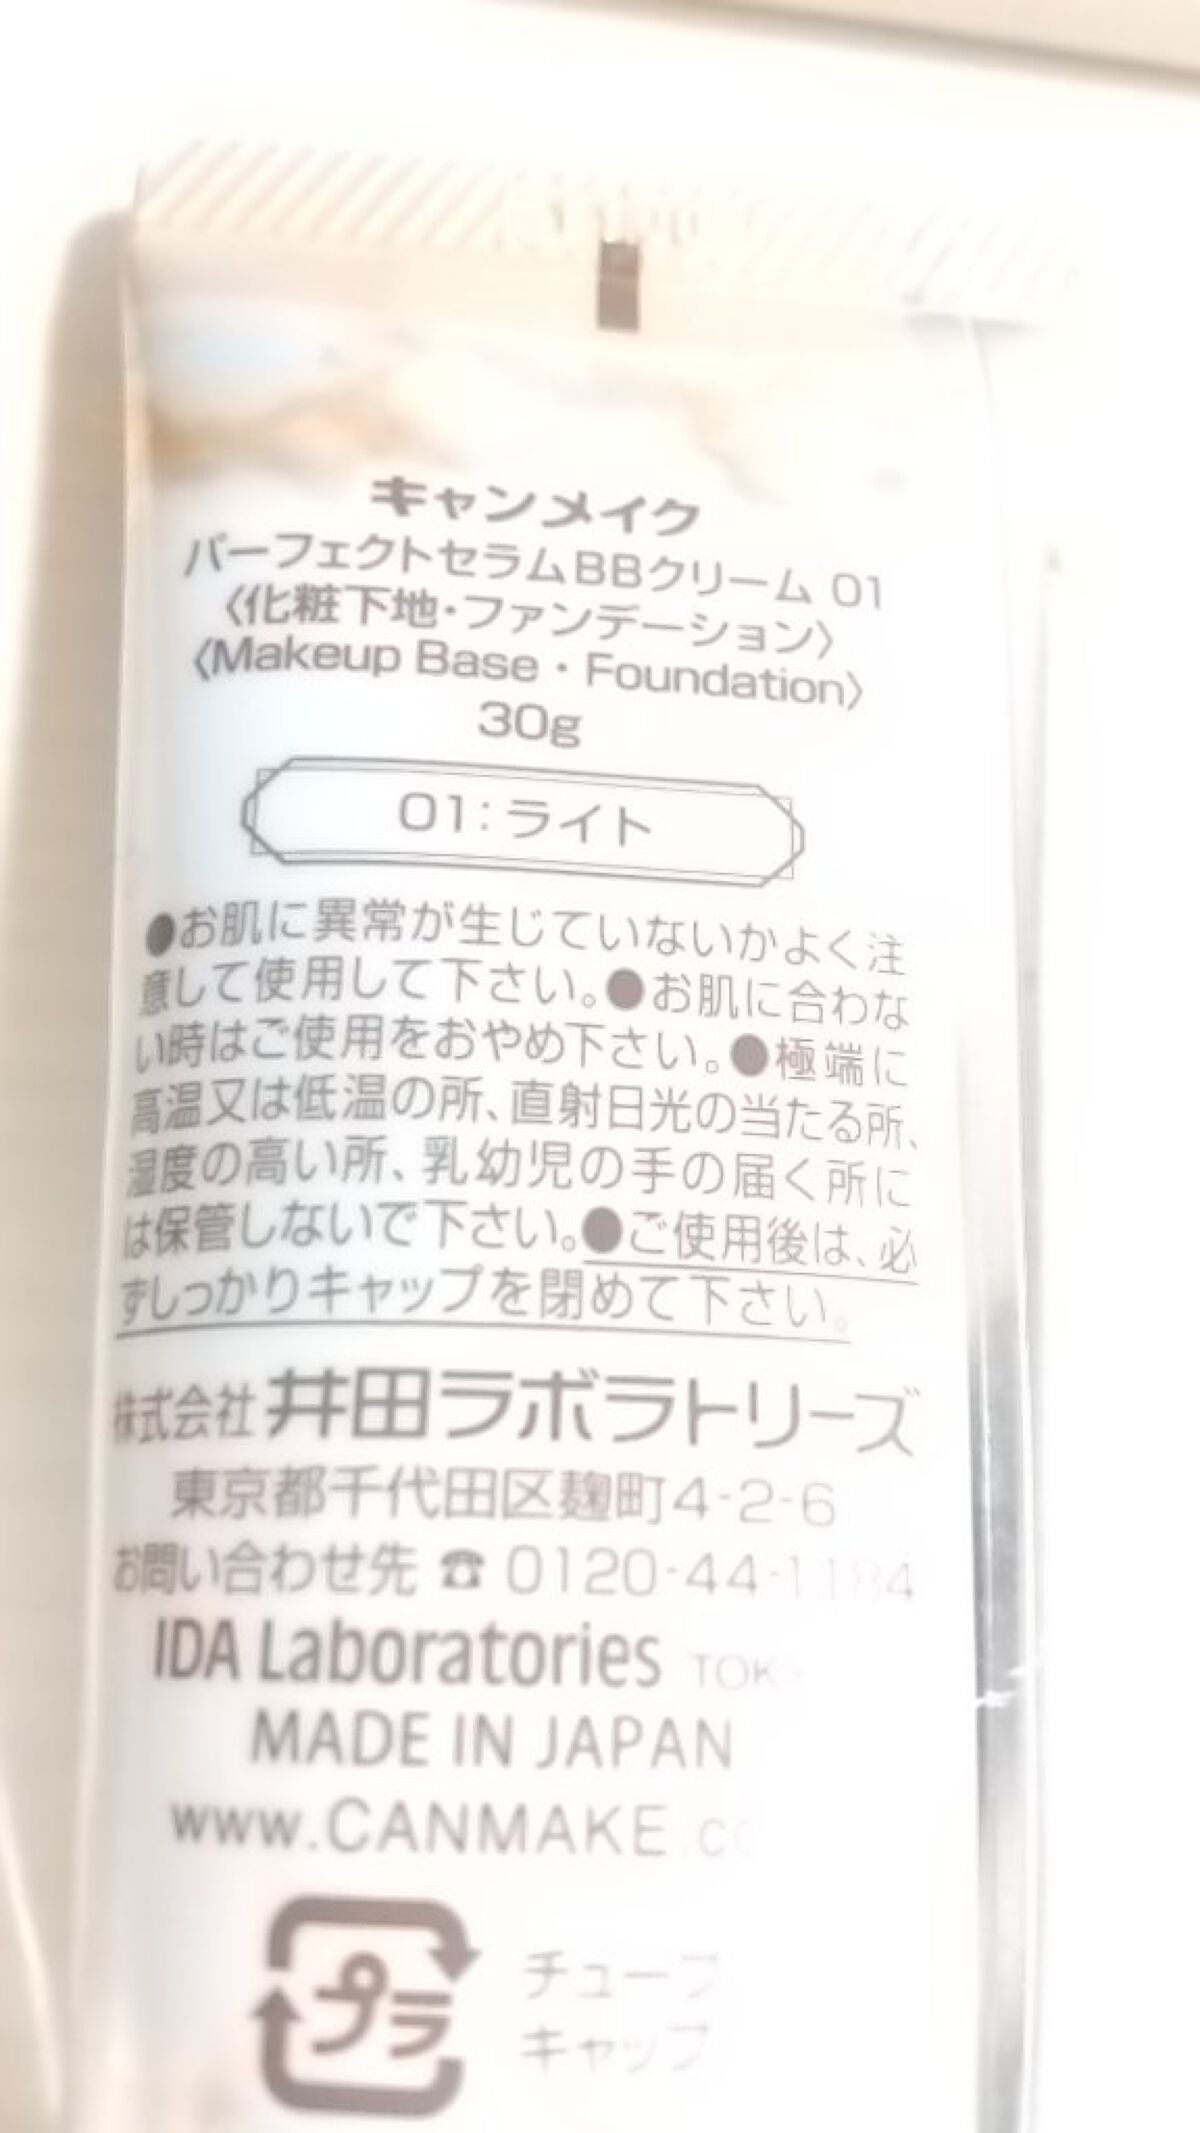 キャンメイク
パーフェクトセラムBBクリーム 01
〈化粧下地・ファンデーション〉
〈Makeup Base・Foundation〉
30g
01:ライト
●お肌に異常が生じていないかよく注
意して使用して下さい。●お肌に合わな
い時はご使用をおやめ下さい。●極端に
高温又は低温の所、直射日光の当たる所、
湿度の高い所、乳幼児の手の届く所に
は保管しないで下さい。●ご使用後は、必
ずしっかりキャップを閉めて下さい。
株式会社 井田ラボラトリーズ
東京都千代田区麹町4-2-6
お問い合わせ先 ☎ 0120-44-1184
IDA Laboratories
MADE IN JAPAN
www.CANMAKE.co
プラ
チューブ
キャップ